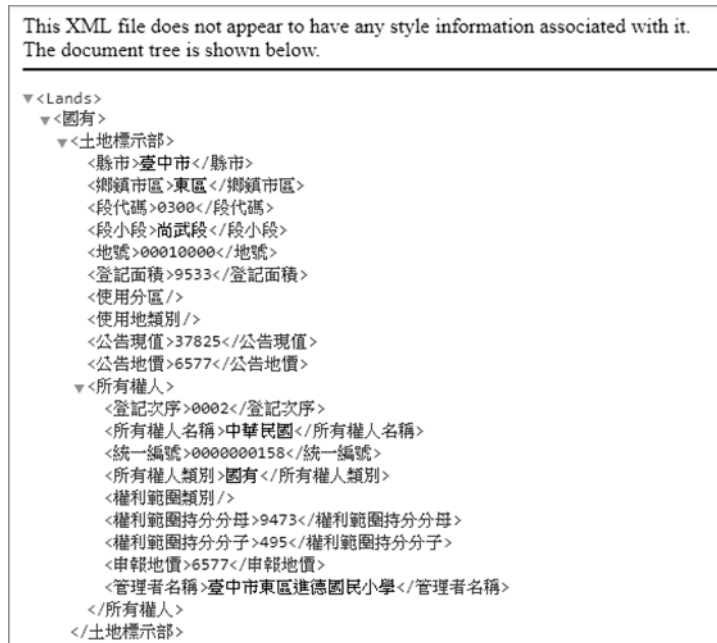 This XML file does not appear to have any style information associated with it.
The document tree is shown below.
▼<Lands>
▼<國有>
▼<土地標示部>
<縣市>臺中市</縣市>
<鄉鎮市區>東區</鄉鎮市區>
<段代碼>0300</段代碼>
<段小段>尚武段</段小段>
<地號>00010000</地號>
<登記面積>9533</登記面積>
<使用分區/>
<使用地類別/>
<公告現值>37825</公告現值>
<公告地價>6577</公告地價>
▼<所有權人>
<登記次序>0002</登記次序>
<所有權人名稱>中華民國</所有權人名稱>
<統一編號>0000000158</統一編號>
<所有權人類別>國有</所有權人類別>
<權利範圍類別/>
<權利範圍持分分母>9473</權利範圍持分分母>
<權利範圍持分分子>495</權利範圍持分分子>
<申報地價>6577</申報地價>
<管理者名稱>臺中市東區進德國民小學</管理者名稱>
</所有權人>
</土地標示部>